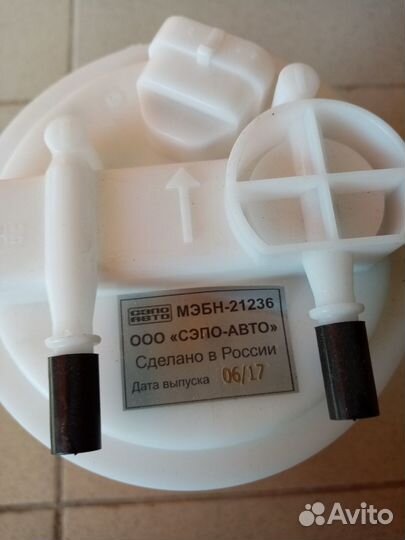 СЭПО
АВТО
МЭБН-21236
ООО «СЭПО-АВТО»
Сделано в России
Дата выпуска 06/17
Avito